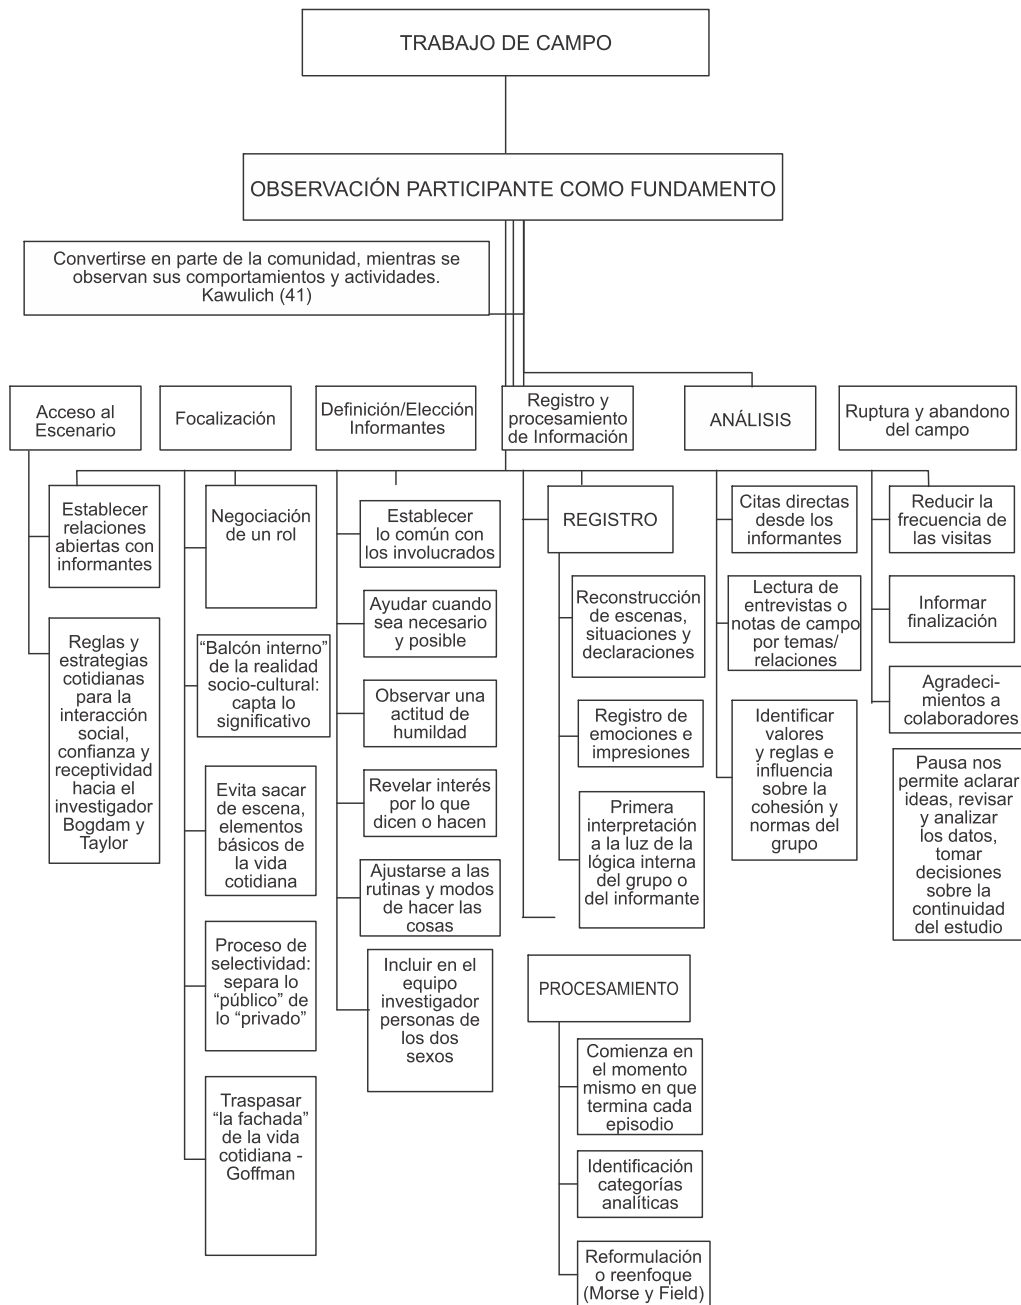 TRABAJO DE CAMPO
OBSERVACIÓN PARTICIPANTE COMO FUNDAMENTO
Convertirse en parte de la comunidad, mientras se
observan sus comportamientos y actividades.
Kawulich (41)
Acceso al
Escenario
Focalización
Definición/Elección
Informantes
Registro y
procesamiento
de Información
ANÁLISIS
Ruptura y abandono
del campo
Establecer
relaciones
abiertas con
informantes
Reglas y
estrategias
cotidianas
para la
interacción
social,
confianza y
receptividad
hacia el
investigador
Bogdam y
Taylor
Negociación
de un rol
“Balcón interno”
de la realidad
socio-cultural:
capta lo
significativo
Evita sacar
de escena,
elementos
básicos de
la vida
cotidiana
Proceso de
selectividad:
separa lo
“público” de
lo “privado”
Traspasar
“la fachada”
de la vida
cotidiana -
Goffman
Establecer
lo común con
los involucrados
Ayudar cuando
sea necesario
y posible
Observar una
actitud de
humildad
Revelar interés
por lo que
dicen o hacen
Ajustarse a las
rutinas y modos
de hacer las
cosas
Incluir en el
equipo
investigador
personas de
los dos
sexos
REGISTRO
Reconstrucción
de escenas,
situaciones y
declaraciones
Registro de
emociones e
impresiones
Primera
interpretación
a la luz de la
lógica interna
del grupo o
del informante
PROCESAMIENTO
Comienza en
el momento
mismo en que
termina cada
episodio
Identificación
categorías
analíticas
Reformulación
o reenfoque
(Morse y Field)
Citas directas
desde los
informantes
Lectura de
entrevistas o
notas de campo
por temas/
relaciones
Identificar
valores
y reglas e
influencia
sobre la
cohesión y
normas del
grupo
Reducir la
frecuencia de
las visitas
Informar
finalización
Agradeci-
mientos a
colaboradores
Pausa nos
permite aclarar
ideas, revisar
y analizar
los datos,
tomar
decisiones
sobre la
continuidad
del estudio